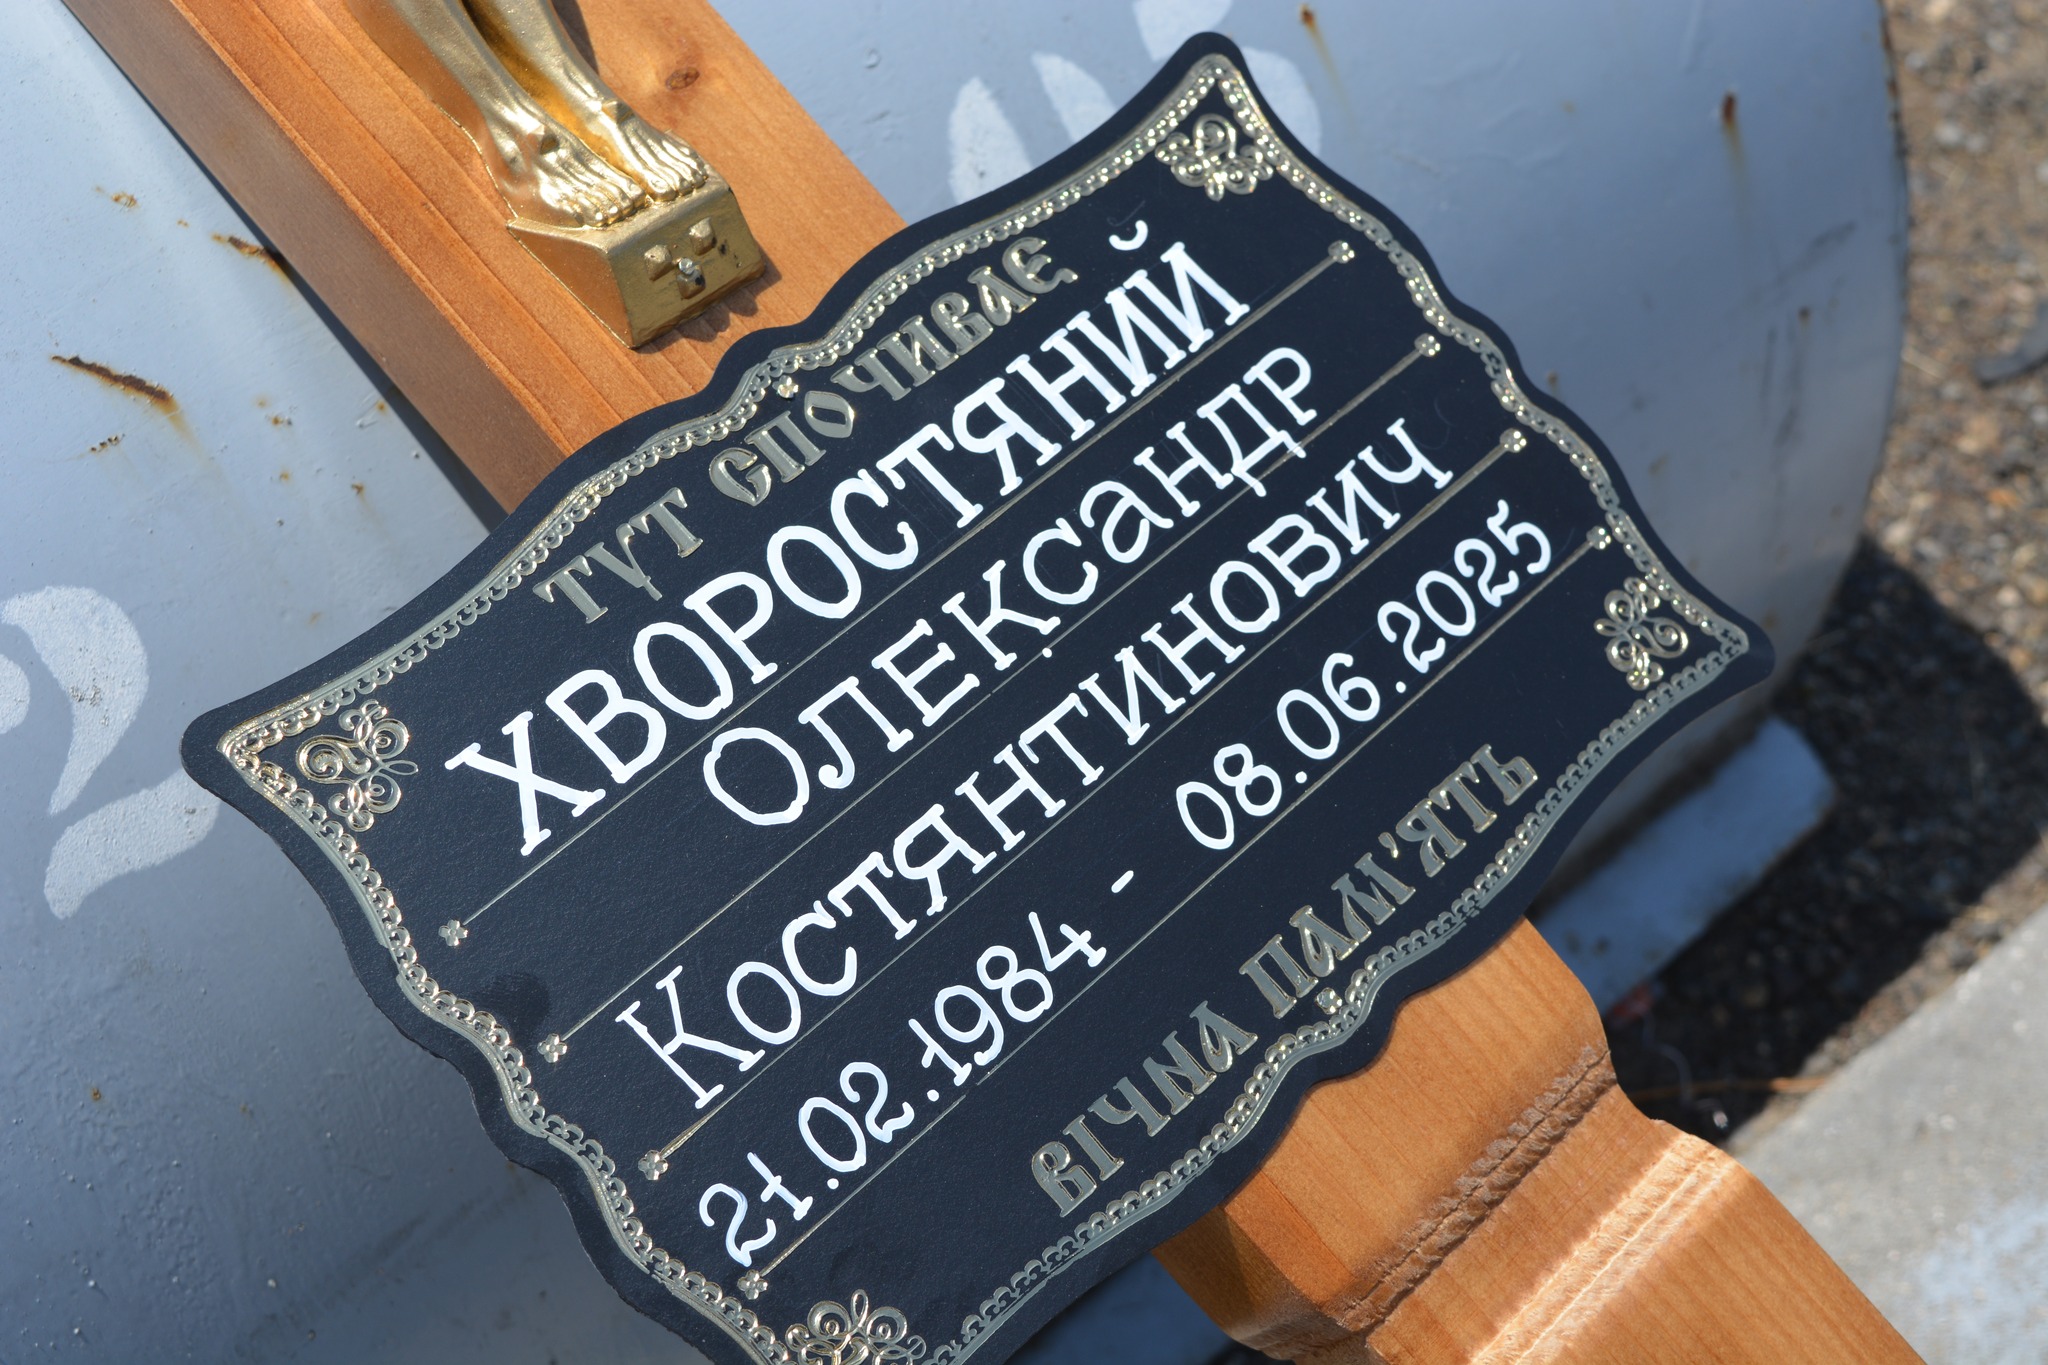 ТУТ СПОЧИВАЄ
ХВОРОСТЯНИЙ
ОЛЕКСАНДР
КОСТЯНТИНОВИЧ
21.02.1984 - 08.06.2025
ВІЧНА ПАМ'ЯТЬ